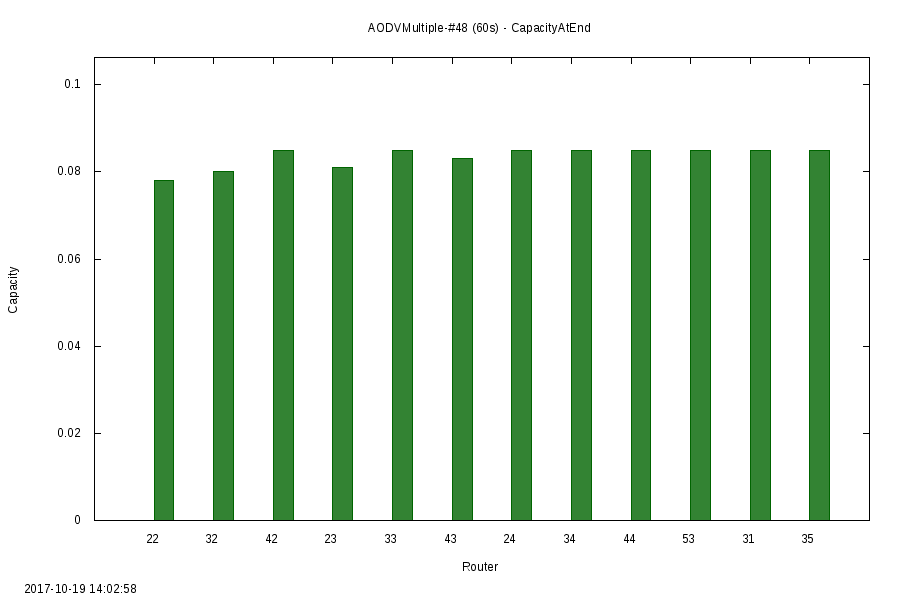 AODVMultiple-#48 (60s) - CapacityAtEnd
0.1
0.08
0.06
0.04
0.02
0
Capacity
22 32 42 23 33 43 24 34 44 53 31 35
Router
2017-10-19 14:02:58